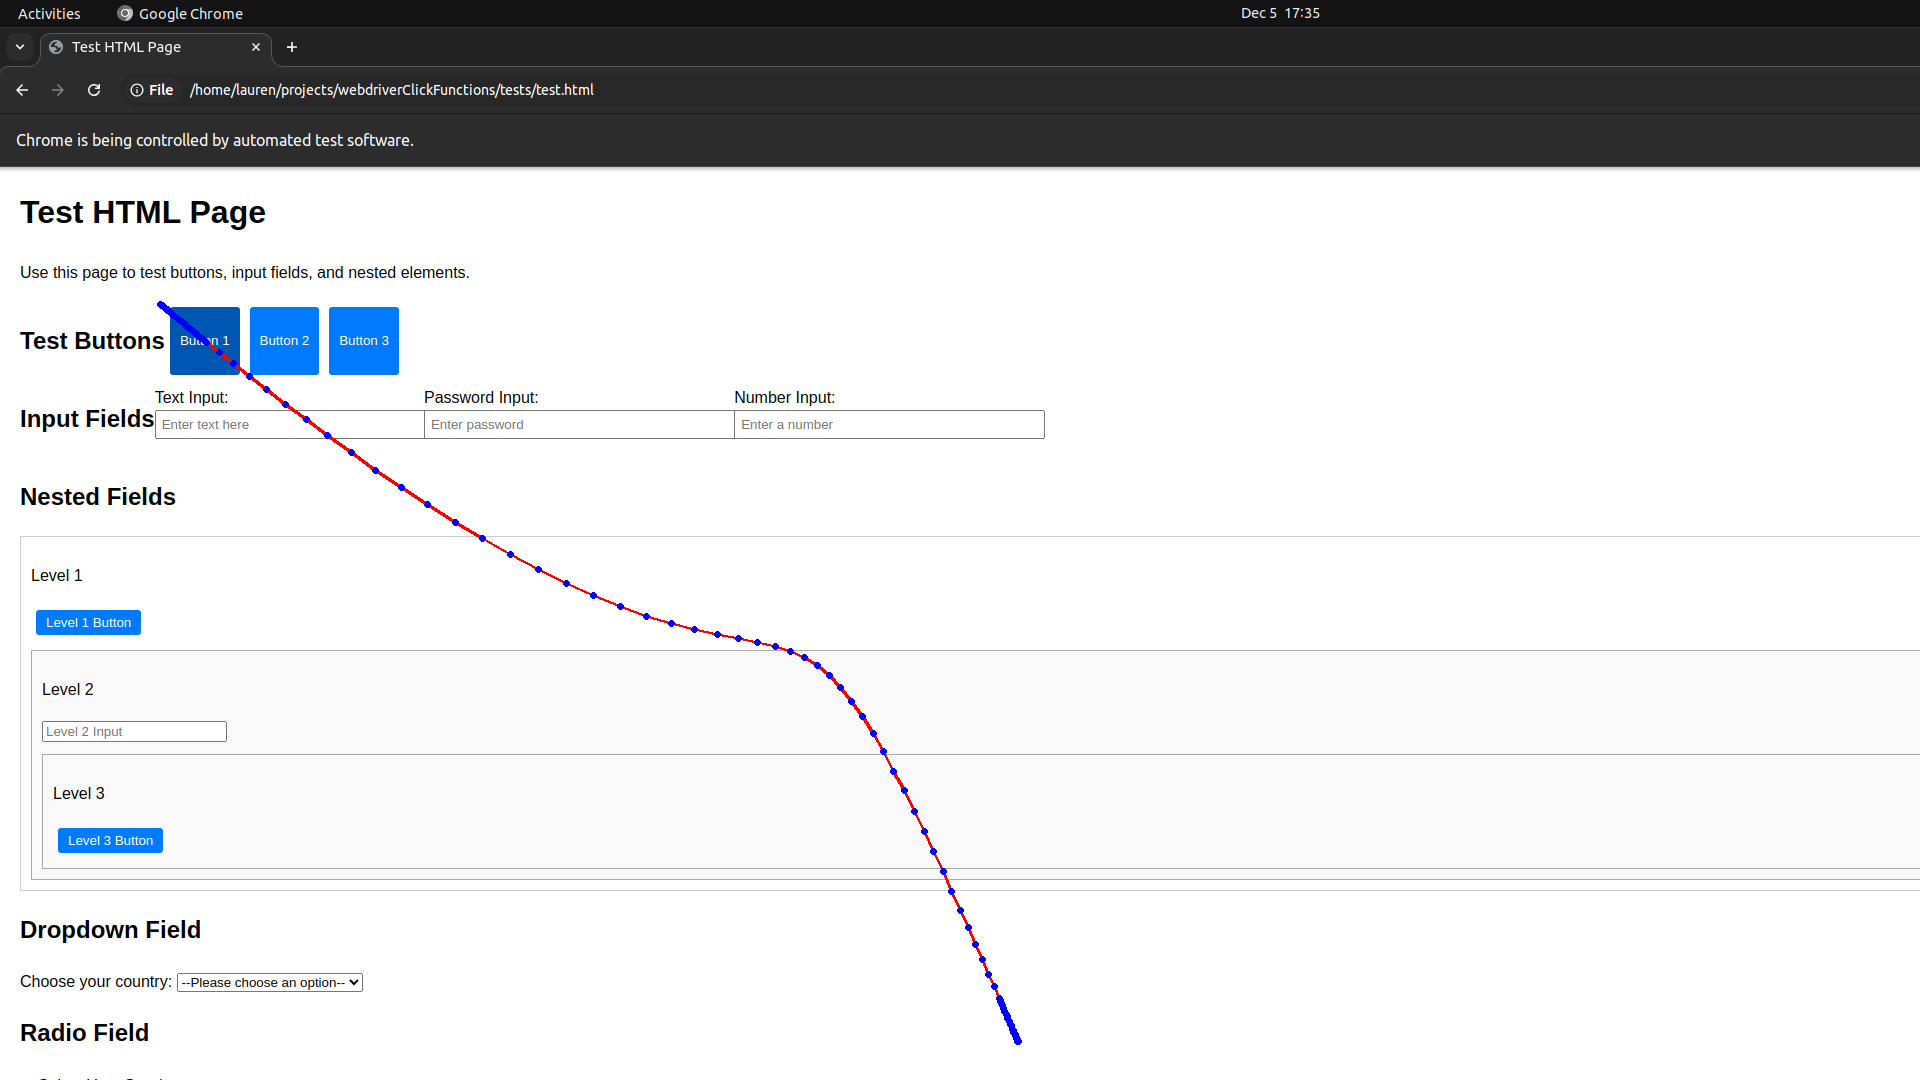 Activities Google Chrome Dec 5 17:35
Test HTML Page
File /home/lauren/projects/webdriverClickFunctions/tests/test.html
Chrome is being controlled by automated test software.
Test HTML Page
Use this page to test buttons, input fields, and nested elements.
Test Buttons Button 1 Button 2 Button 3
Text Input: Password Input: Number Input:
Input Fields Enter text here Enter password Enter a number
Nested Fields
Level 1
Level 1 Button
Level 2
Level 2 Input
Level 3
Level 3 Button
Dropdown Field
Choose your country: --Please choose an option--
Radio Field